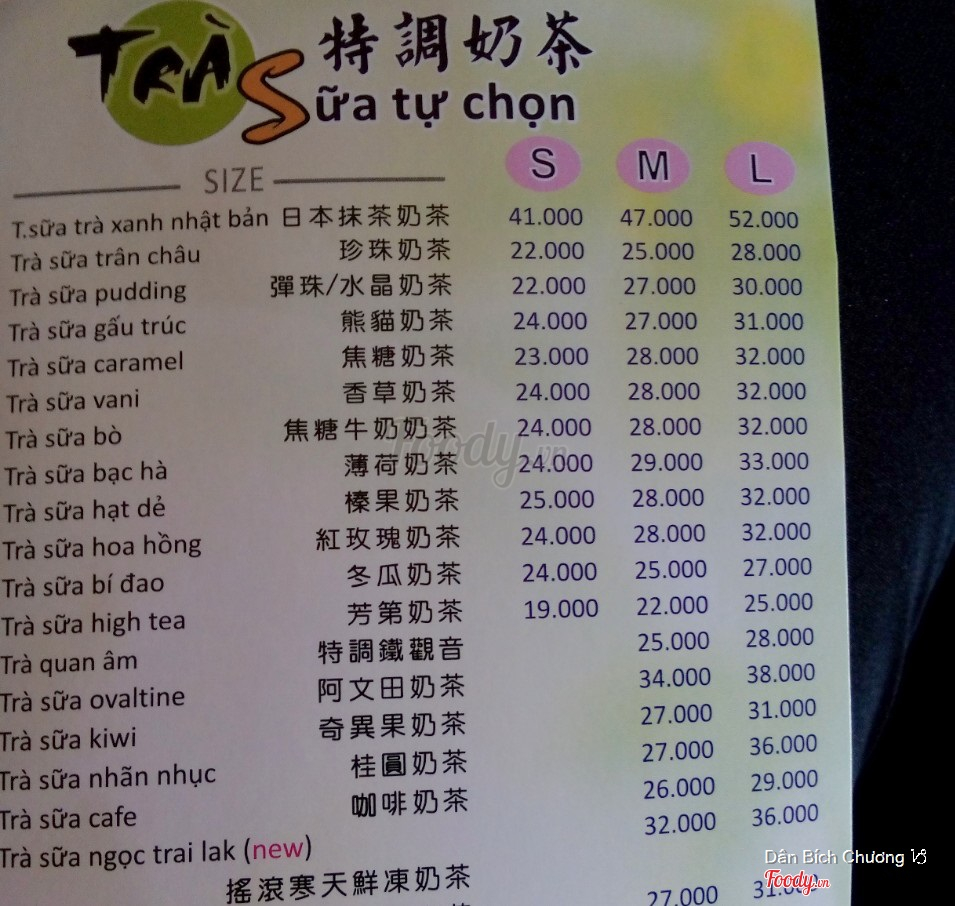 TRÀ Sữa tự chọn 特調奶茶
SIZE S M L
T.sữa trà xanh nhật bản 日本抹茶奶茶 41.000 47.000 52.000
Trà sữa trân châu 珍珠奶茶 22.000 25.000 28.000
Trà sữa pudding 彈珠/水晶奶茶 22.000 27.000 30.000
Trà sữa gấu trúc 熊貓奶茶 24.000 27.000 31.000
Trà sữa caramel 焦糖奶茶 23.000 28.000 32.000
Trà sữa vani 香草奶茶 24.000 28.000 32.000
Trà sữa bò 焦糖牛奶奶茶 24.000 28.000 32.000
Trà sữa bạc hà 薄荷奶茶 24.000 29.000 33.000
Trà sữa hạt dẻ 榛果奶茶 25.000 28.000 32.000
Trà sữa hoa hồng 紅玫瑰奶茶 24.000 28.000 32.000
Trà sữa bí đao 冬瓜奶茶 24.000 25.000 27.000
Trà sữa high tea 芳第奶茶 19.000 22.000 25.000
Trà quan âm 特調鐵觀音 25.000 28.000
Trà sữa ovaltine 阿文田奶茶 34.000 38.000
Trà sữa kiwi 奇異果奶茶 27.000 31.000
Trà sữa nhãn nhục 桂圓奶茶 27.000 36.000
Trà sữa cafe 咖啡奶茶 26.000 29.000
Trà sữa ngọc trai lak (new) 32.000 36.000
搖滾寒天鮮凍奶茶 27.000
Foody.vn
Dân Bích Chương
Foody.vn